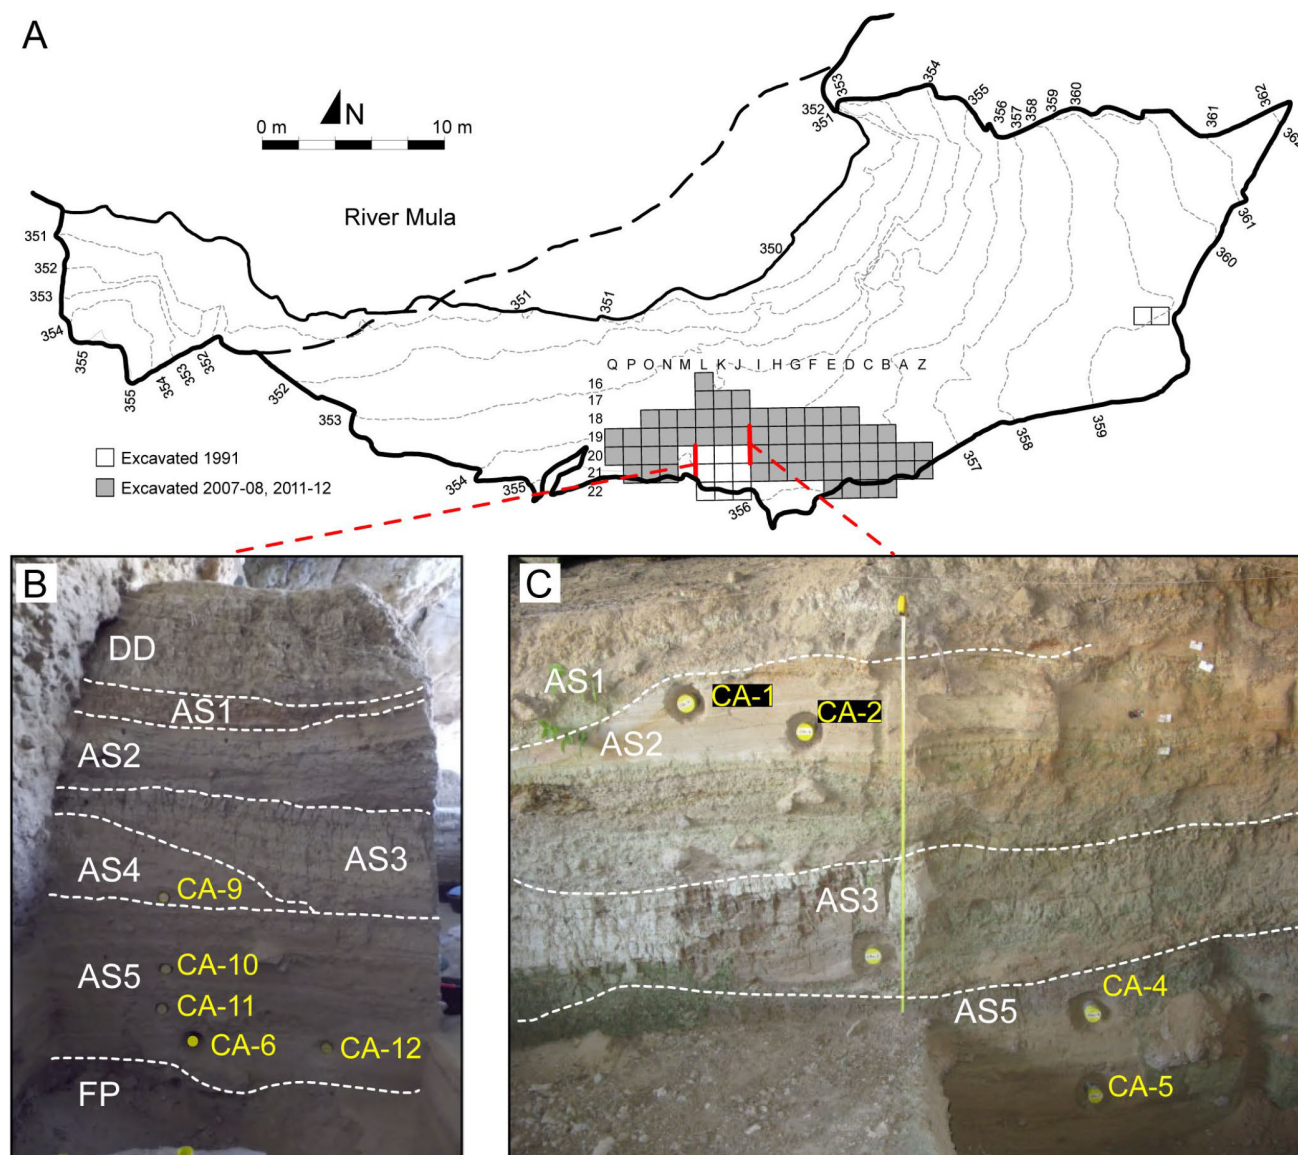 A
N
0 m 10 m
River Mula
351
352
353
354
355
355
354
353
352
352
353
354
355
351
351
350
351
352
353
354
355
356
357
358
359
360
361
362
362
361
360
359
358
357
356
Q P O N M L K J I H G F E D C B A Z
16
17
18
19
20
21
22
Excavated 1991
Excavated 2007-08, 2011-12
B
DD
AS1
AS2
AS3
AS4
CA-9
AS5
CA-10
CA-11
CA-6
CA-12
FP
C
AS1
CA-1
CA-2
AS2
AS3
AS5
CA-4
CA-5